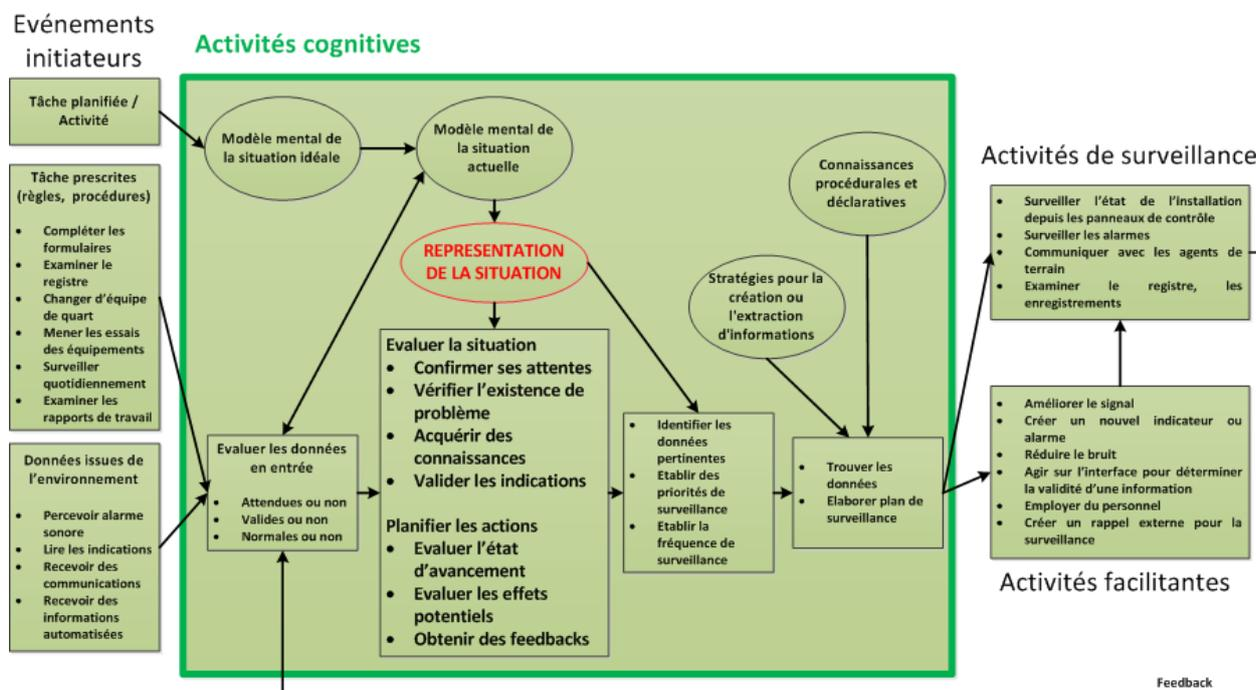 Evénements
initiateurs
Activités cognitives
Tâche planifiée /
Activité
Tâche prescrites
(règles, procédures)
• Compléter les
formulaires
• Examiner le
registre
• Changer d'équipe
de quart
• Mener les essais
des équipements
• Surveiller
quotidiennement
• Examiner les
rapports de travail
Données issues de
l'environnement
• Percevoir alarme
sonore
• Lire les indications
• Recevoir des
communications
• Recevoir des
informations
automatisées
Modèle mental de
la situation idéale
Modèle mental de
la situation
actuelle
REPRESENTATION
DE LA SITUATION
Evaluer les données
en entrée
• Attendues ou non
• Valides ou non
• Normales ou non
Evaluer la situation
• Confirmer ses attentes
• Vérifier l'existence de
problème
• Acquérir des
connaissances
• Valider les indications
Planifier les actions
• Evaluer l'état
d'avancement
• Evaluer les effets
potentiels
• Obtenir des feedbacks
• Identifier les
données
pertinentes
• Etablir des
priorités de
surveillance
• Etablir la
fréquence de
surveillance
Stratégies pour la
création ou
l'extraction
d'informations
Connaissances
procédurales et
déclaratives
• Trouver les
données
• Elaborer plan de
surveillance
Activités de surveillance
• Surveiller l'état de l'installation
depuis les panneaux de contrôle
• Surveiller les alarmes
• Communiquer avec les agents de
terrain
• Examiner le registre, les
enregistrements
• Améliorer le signal
• Créer un nouvel indicateur ou
alarme
• Réduire le bruit
• Agir sur l'interface pour déterminer
la validité d'une information
• Employer du personnel
• Créer un rappel externe pour la
surveillance
Activités facilitantes
Feedback